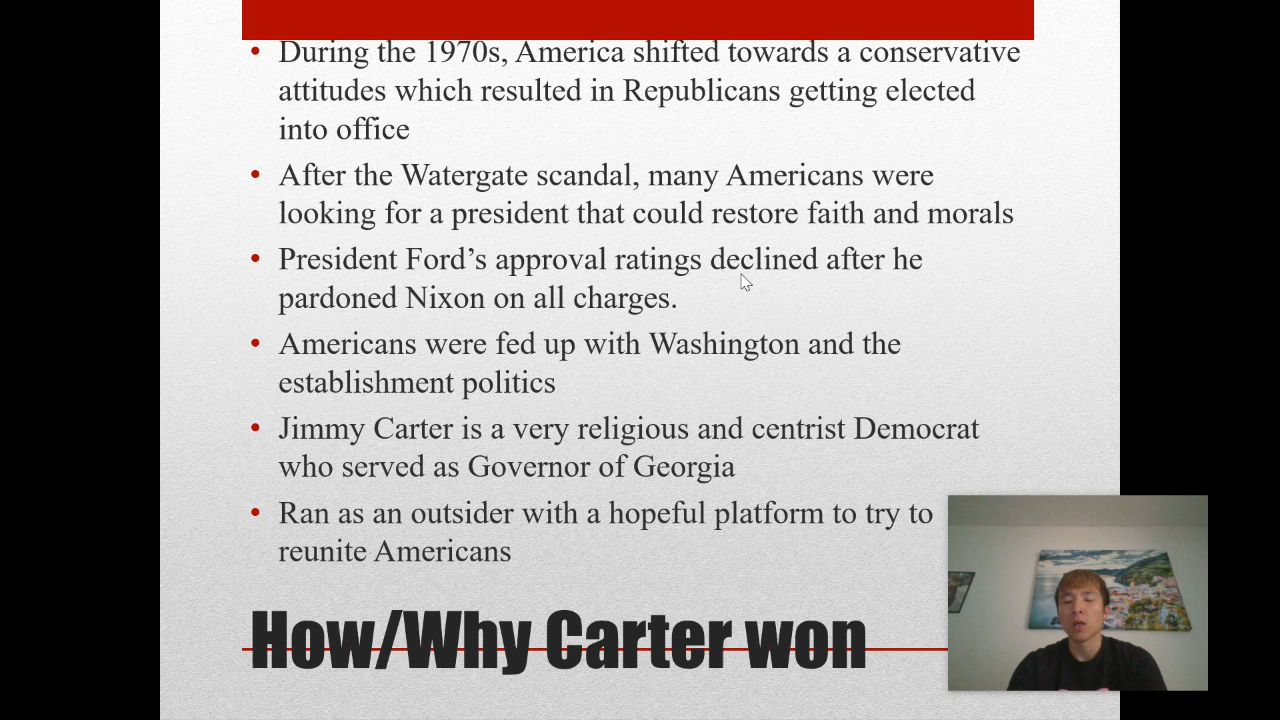 During the 1970s, America shifted towards a conservative
attitudes which resulted in Republicans getting elected
into office
After the Watergate scandal, many Americans were
looking for a president that could restore faith and morals
President Ford’s approval ratings declined after he
pardoned Nixon on all charges.
Americans were fed up with Washington and the
establishment politics
Jimmy Carter is a very religious and centrist Democrat
who served as Governor of Georgia
Ran as an outsider with a hopeful platform to try to
reunite Americans
How/Why Carter won